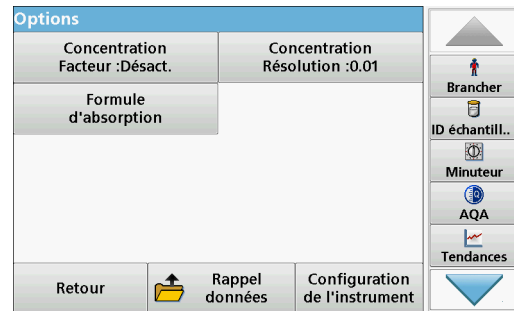 Options
Concentration
Facteur :Désact.
Concentration
Résolution :0.01
Formule
d'absorption
Brancher
ID échantill..
Minuteur
AQA
Tendances
Retour
Rappel
données
Configuration
de l'instrument